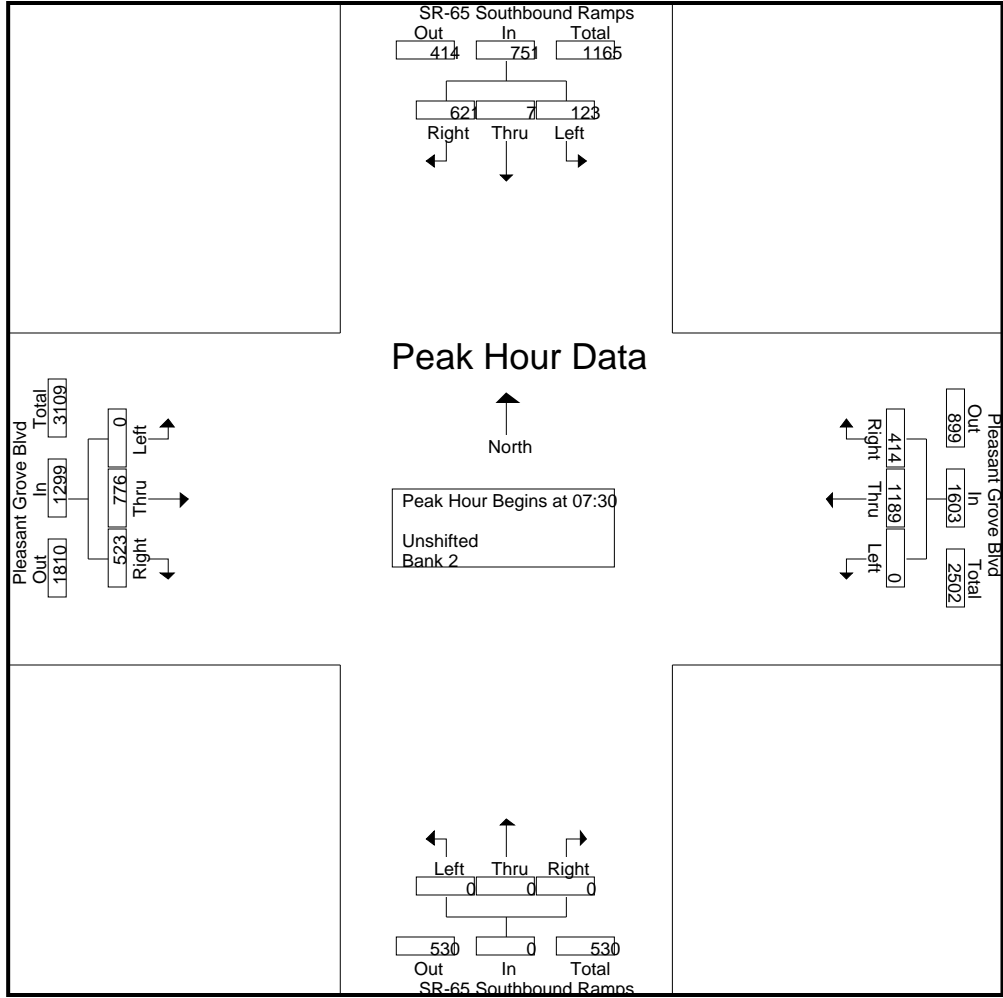 SR-65 Southbound Ramps
Out In Total
414 751 1165
621 7 123
Right Thru Left
Peak Hour Data
North
Peak Hour Begins at 07:30
Unshifted
Bank 2
Pleasant Grove Blvd
Out In Total
1810 1299 3109
0 776 523
Left Thru Right
Pleasant Grove Blvd
Out In Total
899 1603 2502
414 1189 0
Right Thru Left
Left Thru Right
0 0 0
530 0 530
Out In Total
SR-65 Southbound Ramps